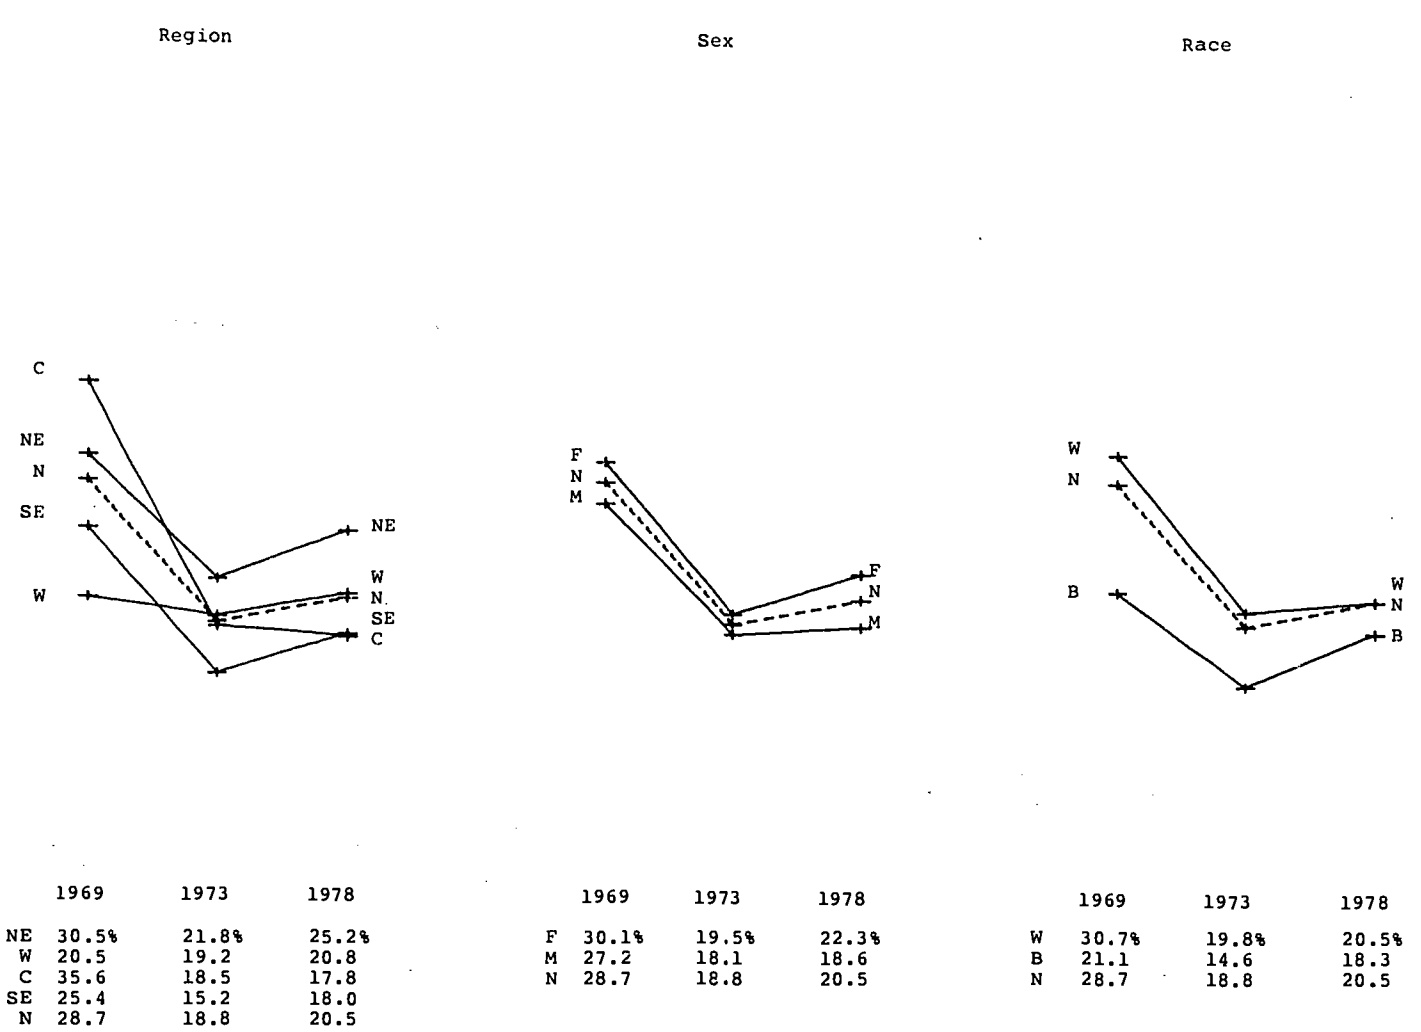 Region
Sex
Race
C
NE
N
SE
W
NE
W
N
SE
C
F
N
M
F
N
M
W
N
B
W
N
B
1969 1973 1978
NE 30.5% 21.8% 25.2%
W 20.5 19.2 20.8
C 35.6 18.5 17.8
SE 25.4 15.2 18.0
N 28.7 18.8 20.5
1969 1973 1978
F 30.1% 19.5% 22.3%
M 27.2 18.1 18.6
N 28.7 18.8 20.5
1969 1973 1978
W 30.7% 19.8% 20.5%
B 21.1 14.6 18.3
N 28.7 18.8 20.5